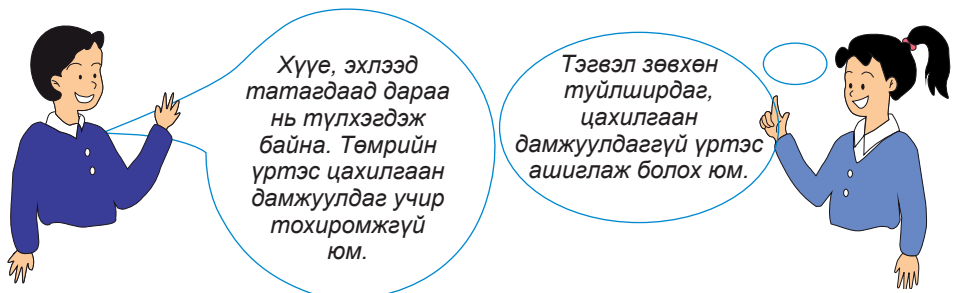 Хүүе, эхлээд
татагдаад дараа
нь түлхэгдэж
байна. Төмрийн
үртэс цахилгаан
дамжуулдаг учир
тохиромжгүй
юм.
Тэгвэл зөвхөн
туйлширдаг,
цахилгаан
дамжуулдаггүй үртэс
ашиглаж болох юм.